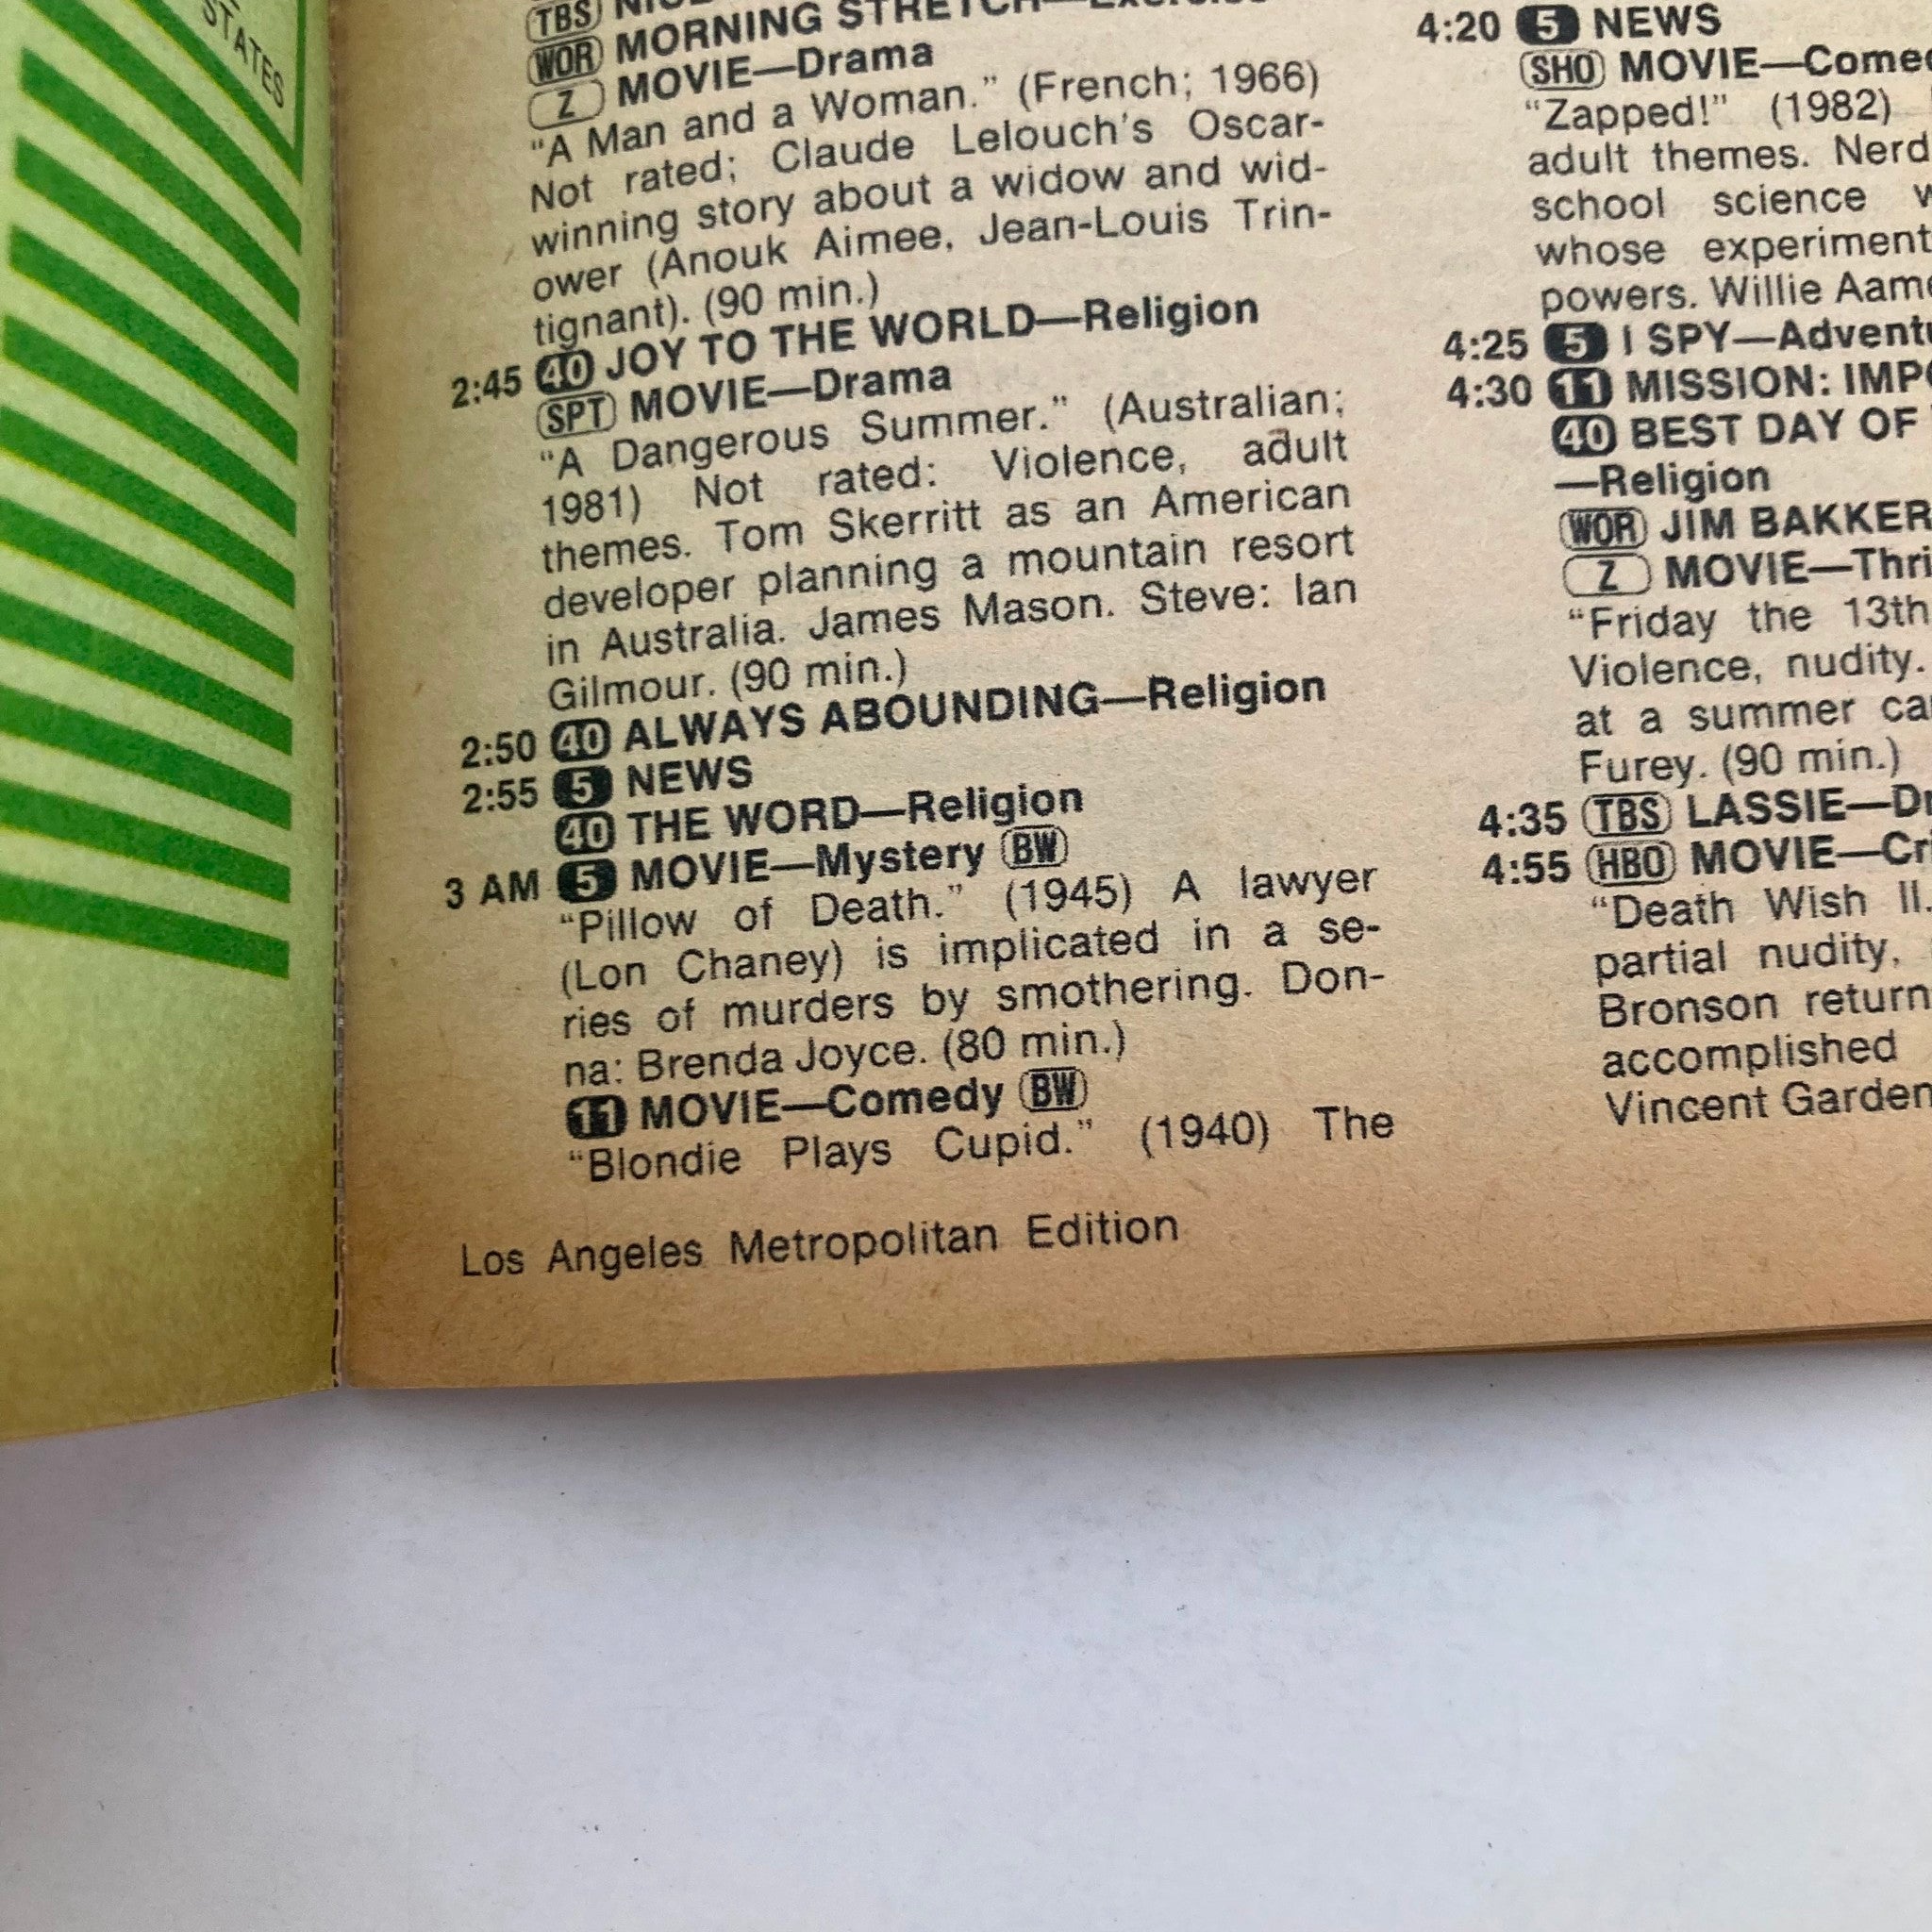 STATES
TBS
WOR MORNING STRETCH—Exercise
Z MOVIE—Drama
“A Man and a Woman.” (French; 1966)
Not rated; Claude Lelouch’s Oscar-
winning story about a widow and wid-
ower (Anouk Aimee, Jean-Louis Trin-
tignant). (90 min.)
2:45 40 JOY TO THE WORLD—Religion
SPT MOVIE—Drama
“A Dangerous Summer.” (Australian;
1981) Not rated: Violence, adult
themes. Tom Skerritt as an American
developer planning a mountain resort
in Australia. James Mason. Steve: Ian
Gilmour. (90 min.)
2:50 40 ALWAYS ABOUNDING—Religion
2:55 5 NEWS
40 THE WORD—Religion
3 AM 5 MOVIE—Mystery BW
“Pillow of Death.” (1945) A lawyer
(Lon Chaney) is implicated in a se-
ries of murders by smothering. Don-
na: Brenda Joyce. (80 min.)
11 MOVIE—Comedy BW
“Blondie Plays Cupid.” (1940) The
Los Angeles Metropolitan Edition
4:20 5 NEWS
SHO MOVIE—Come
“Zapped!” (1982)
adult themes. Nerd
school science w
whose experiment
powers. Willie Aame
4:25 5 I SPY—Advent
4:30 11 MISSION: IMPO
40 BEST DAY OF
—Religion
WOR JIM BAKKER
Z MOVIE—Thri
“Friday the 13th
Violence, nudity.
at a summer ca
Furey. (90 min.)
4:35 TBS LASSIE—Dr
4:55 HBO MOVIE—Cri
“Death Wish II.
partial nudity,
Bronson return
accomplished
Vincent Garden